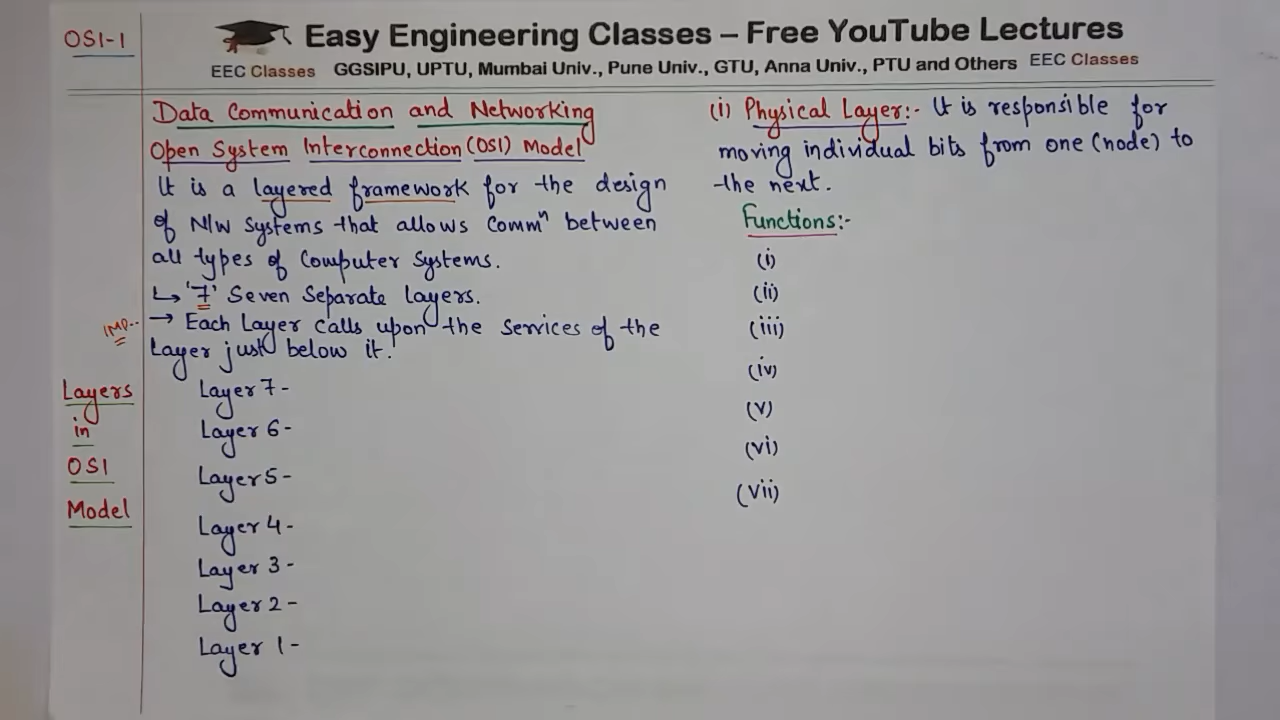 OSI-1
Easy Engineering Classes – Free YouTube Lectures
EEC Classes GGSIPU, UPTU, Mumbai Univ., Pune Univ., GTU, Anna Univ., PTU and Others EEC Classes
Data Communication and Networking
Open System Interconnection (OSI) Model
It is a layered framework for the design
of N/W Systems that allows Commⁿ between
all types of Computer Systems.
↳ '7' Seven Separate layers.
IMP..
→ Each Layer calls upon the Services of the
Layer just below it.
Layers
in
OSI
Model
Layer 7-
Layer 6-
Layer 5-
Layer 4-
Layer 3-
Layer 2-
Layer 1-
(i) Physical Layer:- It is responsible for
moving individual bits from one (node) to
the next.
Functions:-
(i)
(ii)
(iii)
(iv)
(v)
(vi)
(vii)